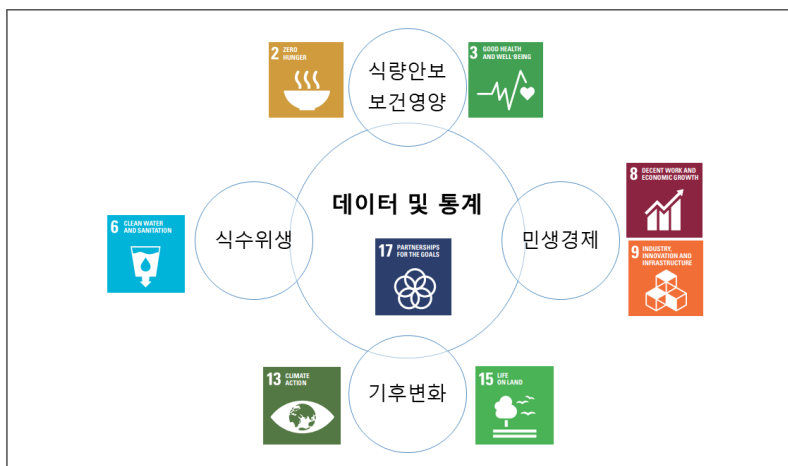 2 ZERO
HUNGER
식량안보
보건영양
3 GOOD HEALTH
AND WELL-BEING
데이터 및 통계
6 CLEAN WATER
AND SANITATION
식수위생
17 PARTNERSHIPS
FOR THE GOALS
민생경제
8 DECENT WORK AND
ECONOMIC GROWTH
9 INDUSTRY,
INNOVATION AND
INFRASTRUCTURE
13 CLIMATE
ACTION
기후변화
15 LIFE
ON LAND